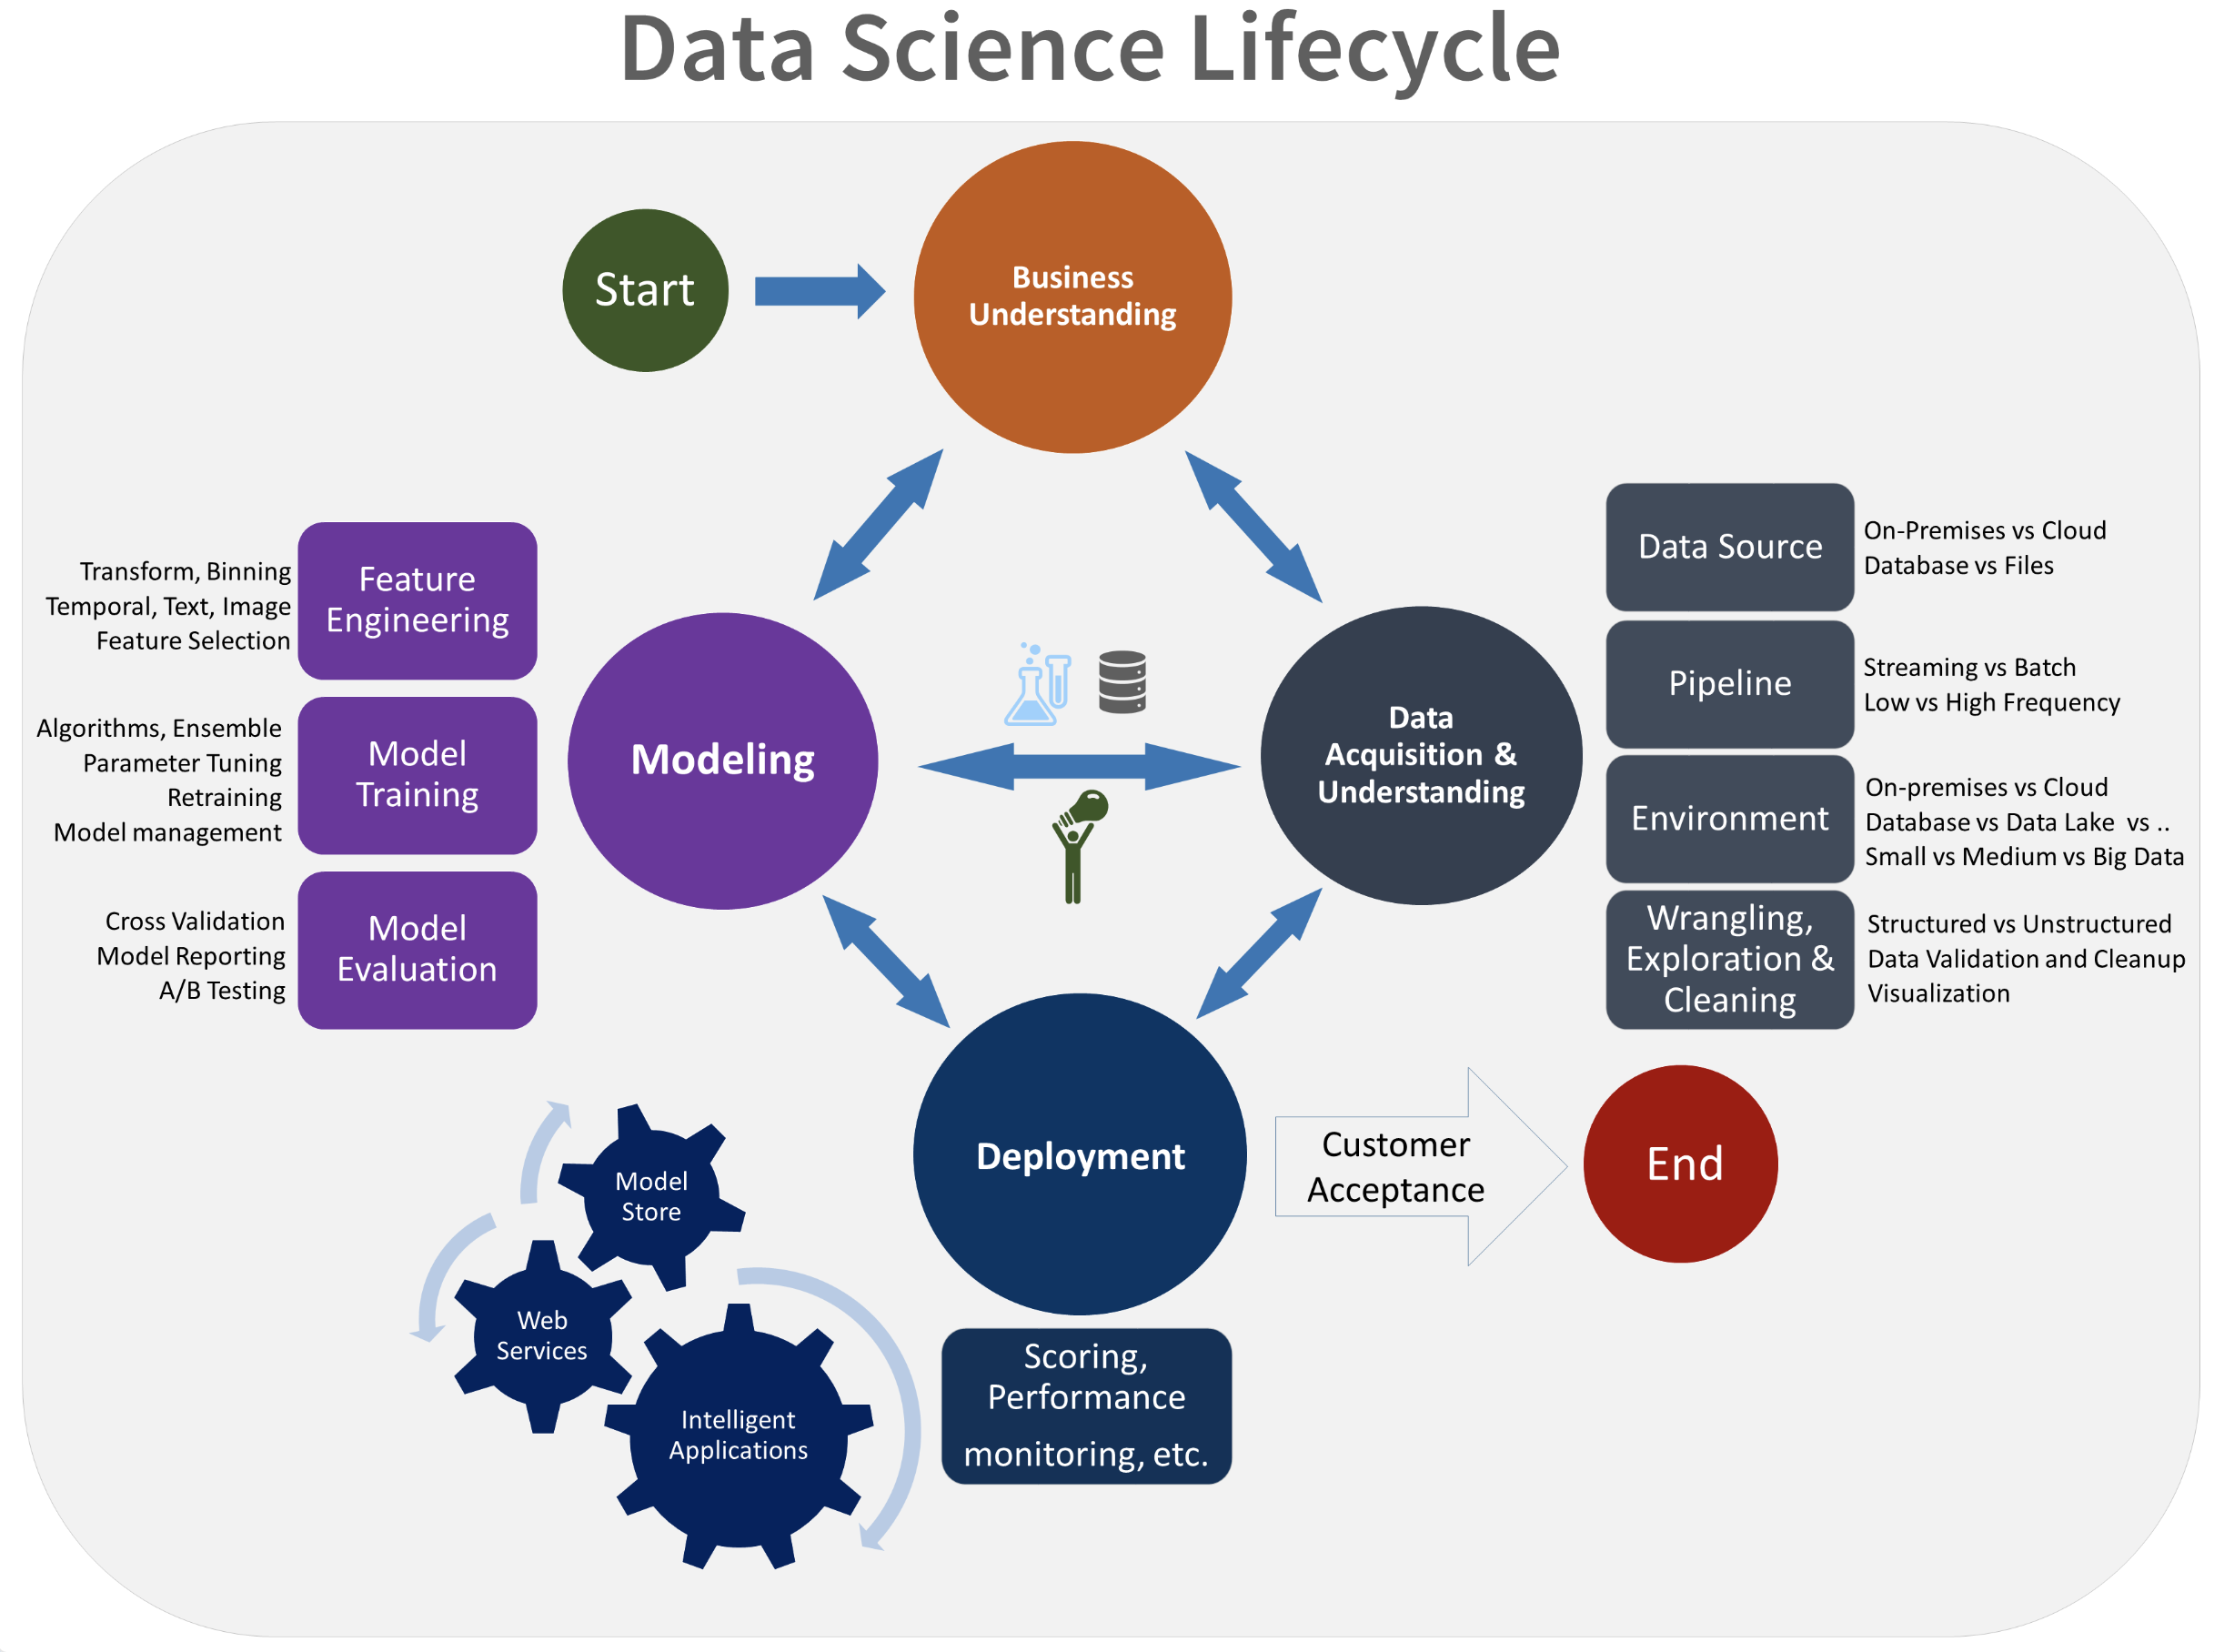 Data Science Lifecycle
Start
Business
Understanding
Transform, Binning
Temporal, Text, Image
Feature Selection
Feature
Engineering
Algorithms, Ensemble
Parameter Tuning
Retraining
Model management
Model
Training
Cross Validation
Model Reporting
A/B Testing
Model
Evaluation
Modeling
Data
Acquisition &
Understanding
Data Source
On-Premises vs Cloud
Database vs Files
Pipeline
Streaming vs Batch
Low vs High Frequency
Environment
On-premises vs Cloud
Database vs Data Lake  vs ..
Small vs Medium vs Big Data
Wrangling,
Exploration &
Cleaning
Structured vs Unstructured
Data Validation and Cleanup
Visualization
Deployment
Customer
Acceptance
End
Model
Store
Web
Services
Intelligent
Applications
Scoring,
Performance
monitoring, etc.